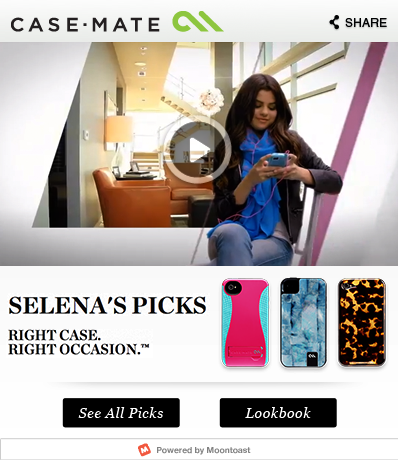 CASE·MATE
SHARE
SELENA'S PICKS
RIGHT CASE.
RIGHT OCCASION.™
See All Picks
Lookbook
Powered by Moontoast